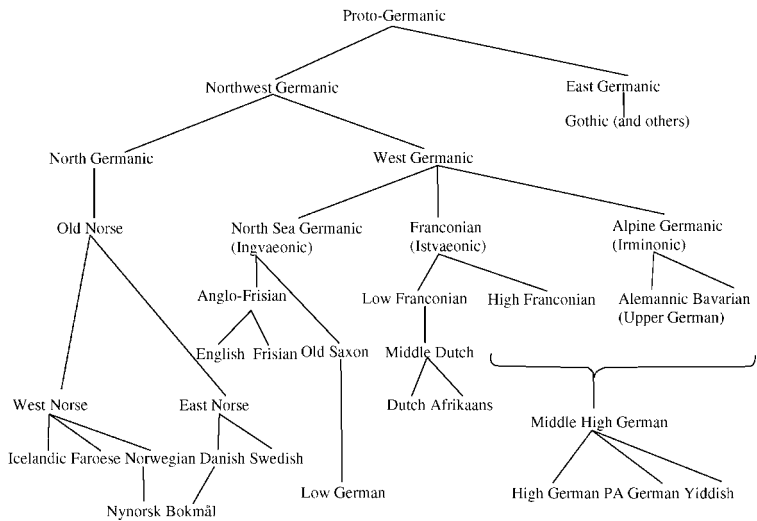 Proto-Germanic
Northwest Germanic East Germanic
Gothic (and others)
North Germanic West Germanic
Old Norse North Sea Germanic Franconian Alpine Germanic
(Ingvaeonic) (Istvaeonic) (Irminonic)
Anglo-Frisian Low Franconian High Franconian Alemannic Bavarian
(Upper German)
English Frisian Old Saxon Middle Dutch
West Norse East Norse Dutch Afrikaans
Middle High German
Icelandic Faroese Norwegian Danish Swedish
Low German High German PA German Yiddish
Nynorsk Bokmål